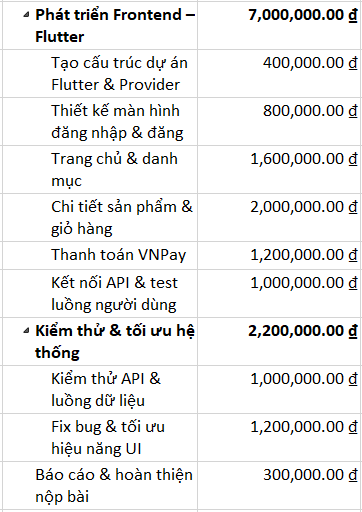 Phát triển Frontend – 7,000,000.00 ₫
Flutter
Tạo cấu trúc dự án 400,000.00 ₫
Flutter & Provider
Thiết kế màn hình 800,000.00 ₫
đăng nhập & đăng
Trang chủ & danh 1,600,000.00 ₫
mục
Chi tiết sản phẩm & 2,000,000.00 ₫
giỏ hàng
Thanh toán VNPay 1,200,000.00 ₫
Kết nối API & test 1,000,000.00 ₫
luồng người dùng
Kiểm thử & tối ưu hệ 2,200,000.00 ₫
thống
Kiểm thử API & 1,000,000.00 ₫
luồng dữ liệu
Fix bug & tối ưu 1,200,000.00 ₫
hiệu năng UI
Báo cáo & hoàn thiện 300,000.00 ₫
nộp bài